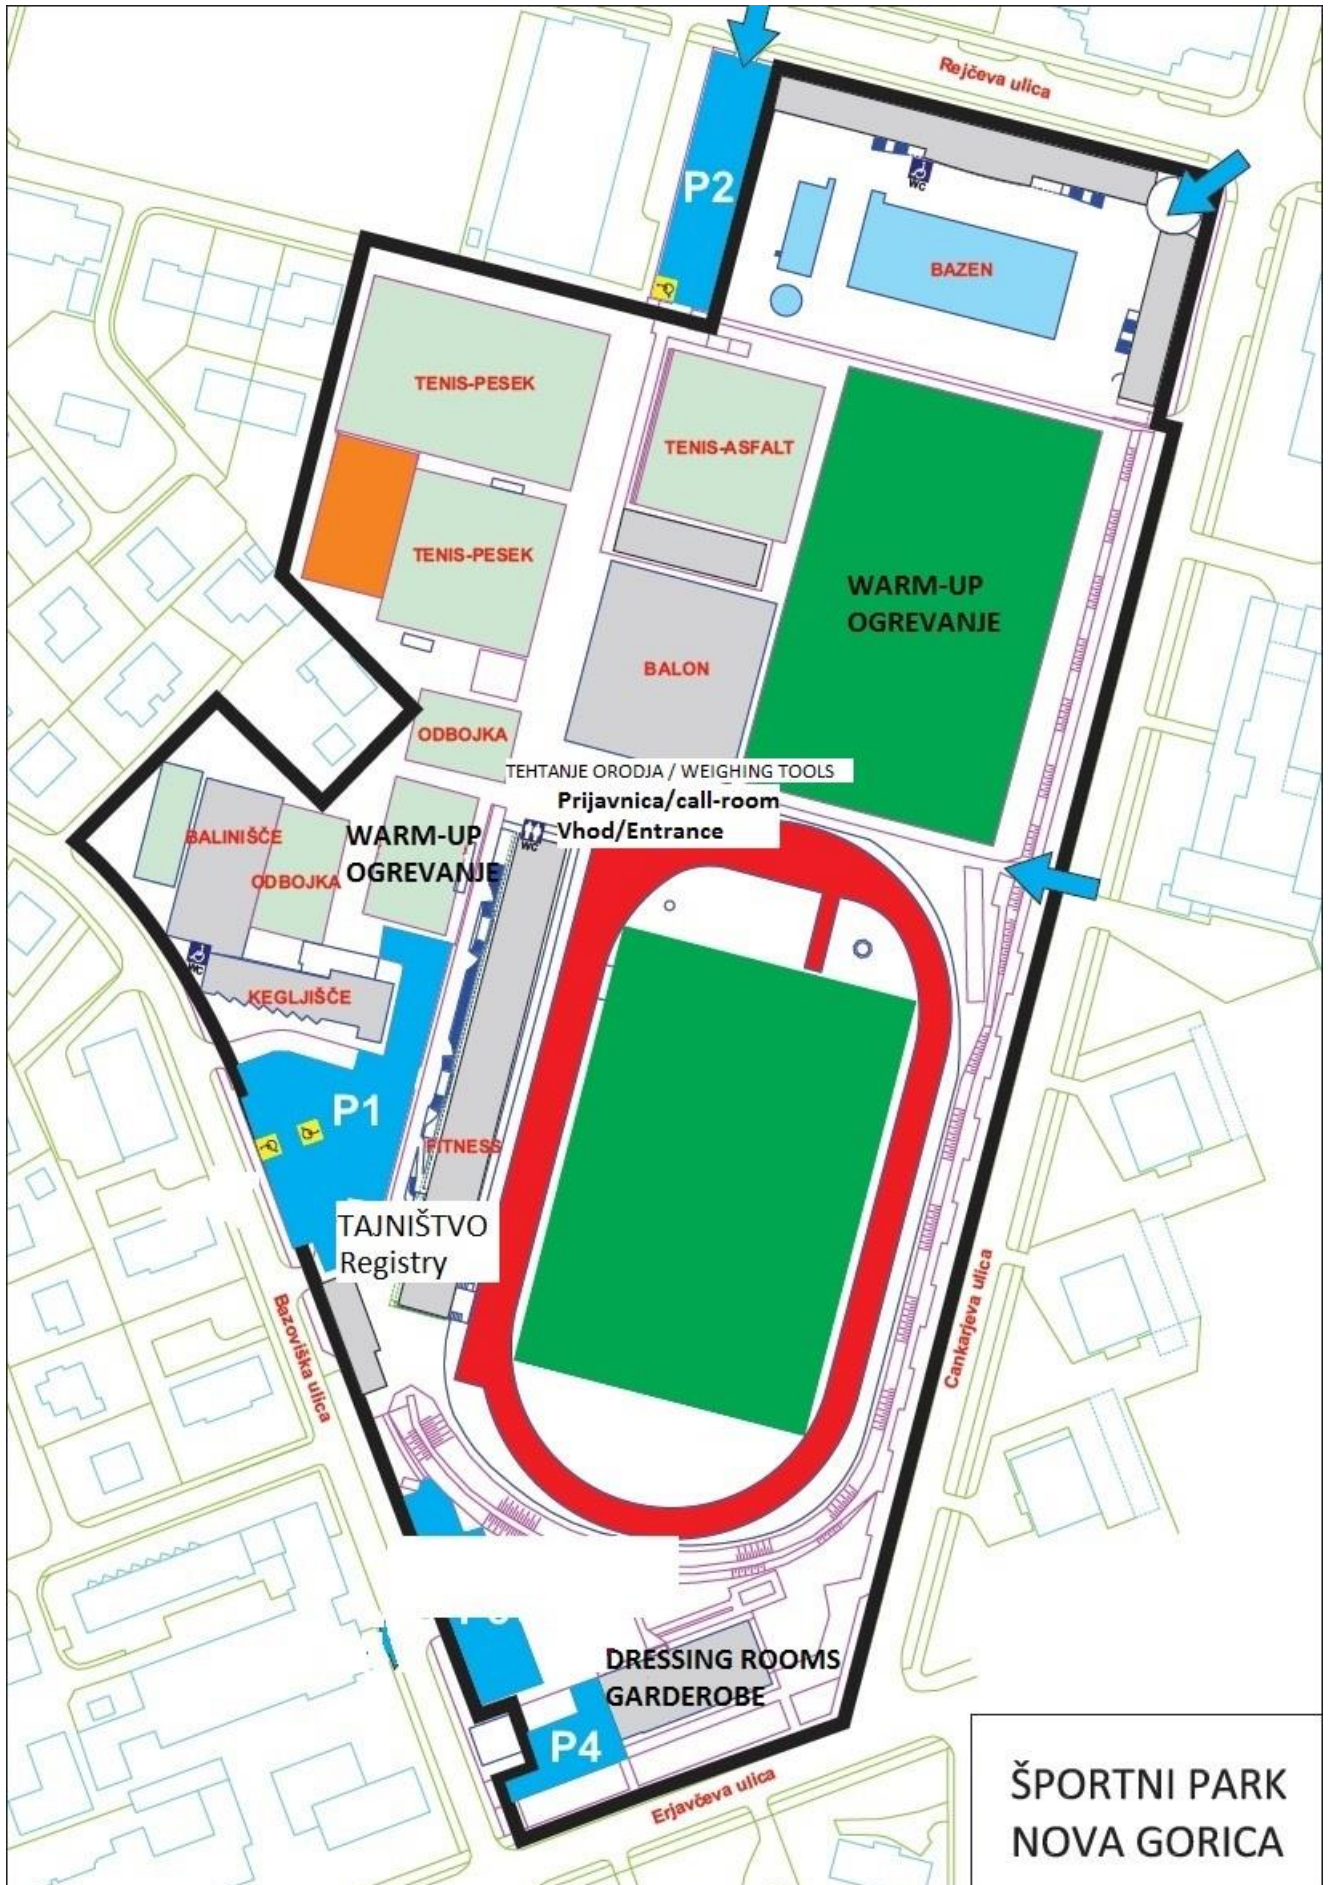 Rejčeva ulica
P2
WC
BAZEN
TENIS-PESEK
TENIS-ASFALT
TENIS-PESEK
WARM-UP
OGREVANJE
BALON
ODBOJKA
TEHTANJE ORODJA / WEIGHING TOOLS
Prijavnica/call-room
Vhod/Entrance
WC
BALINIŠČE
WARM-UP
OGREVANJE
ODBOJKA
WC
KEGLJIŠČE
P1
FITNESS
TAJNIŠTVO
Registry
Bazoviška ulica
Cankarjeva ulica
DRESSING ROOMS
GARDEROBE
P4
Erjavčeva ulica
ŠPORTNI PARK
NOVA GORICA